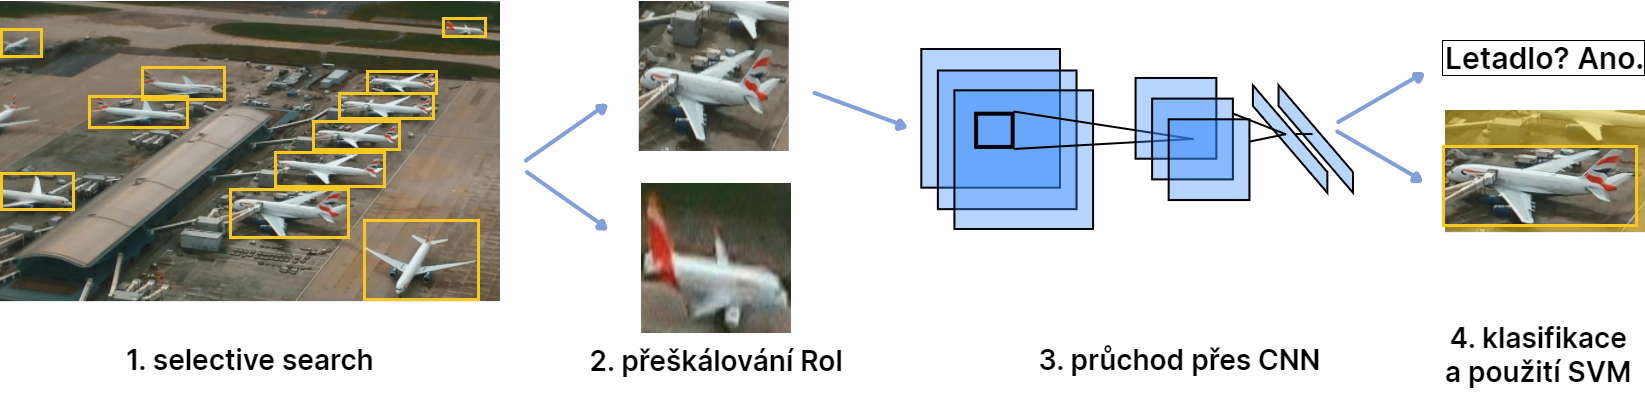 Letadlo? Ano.
1. selective search
2. přeškálování RoI
3. průchod přes CNN
4. klasifikace
a použití SVM